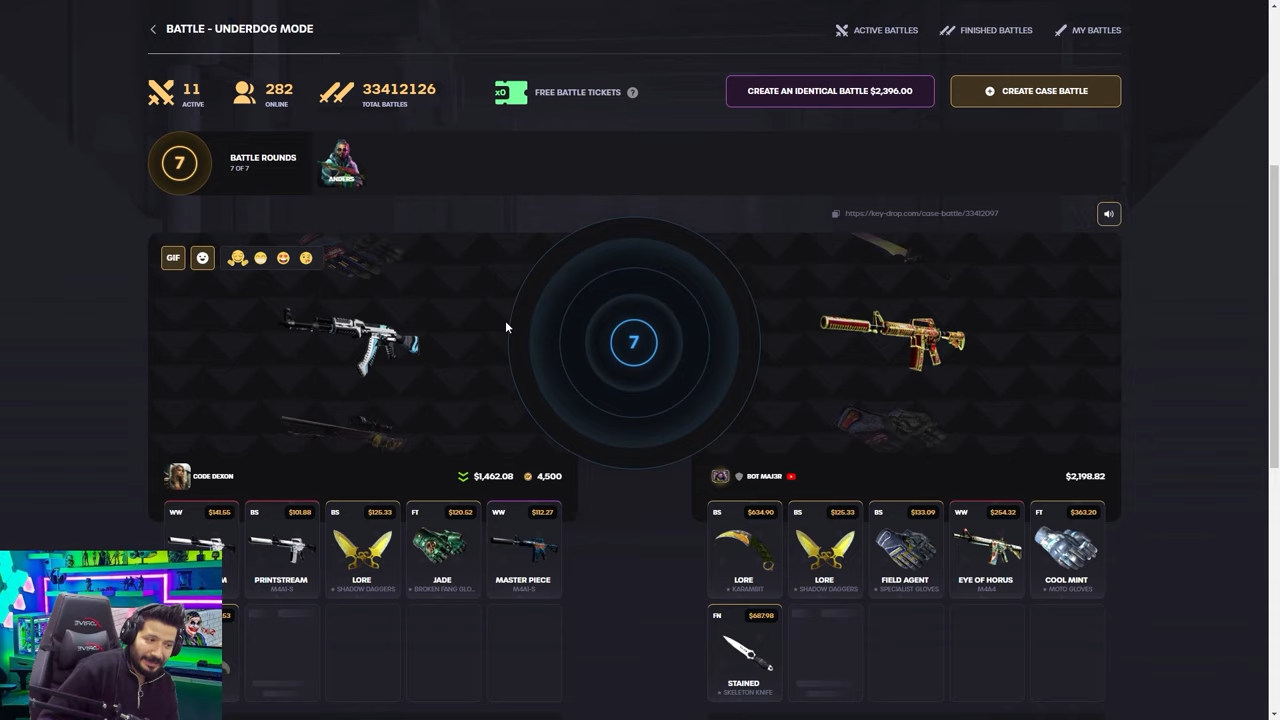 BATTLE - UNDERDOG MODE
ACTIVE BATTLES
FINISHED BATTLES
MY BATTLES
11
ACTIVE
282
ONLINE
33412126
TOTAL BATTLES
x0
FREE BATTLE TICKETS
?
CREATE AN IDENTICAL BATTLE $2,396.00
CREATE CASE BATTLE
7
BATTLE ROUNDS
7 OF 7
ANDERS
https://key-drop.com/case-battle/33412097
GIF
7
CODE DEXON
$1,462.08
4,500
BOT MAJ3R
$2,198.82
WW
$141.55
BS
$101.88
PRINTSTREAM
M4A1-S
BS
$125.33
LORE
★ SHADOW DAGGERS
FT
$120.52
JADE
★ BROKEN FANG GLO...
WW
$112.27
MASTER PIECE
M4A1-S
BS
$634.90
LORE
★ KARAMBIT
BS
$125.33
LORE
★ SHADOW DAGGERS
BS
$133.09
FIELD AGENT
★ SPECIALIST GLOVES
WW
$254.32
EYE OF HORUS
M4A4
FT
$363.20
COOL MINT
★ MOTO GLOVES
FN
$687.98
STAINED
★ SKELETON KNIFE